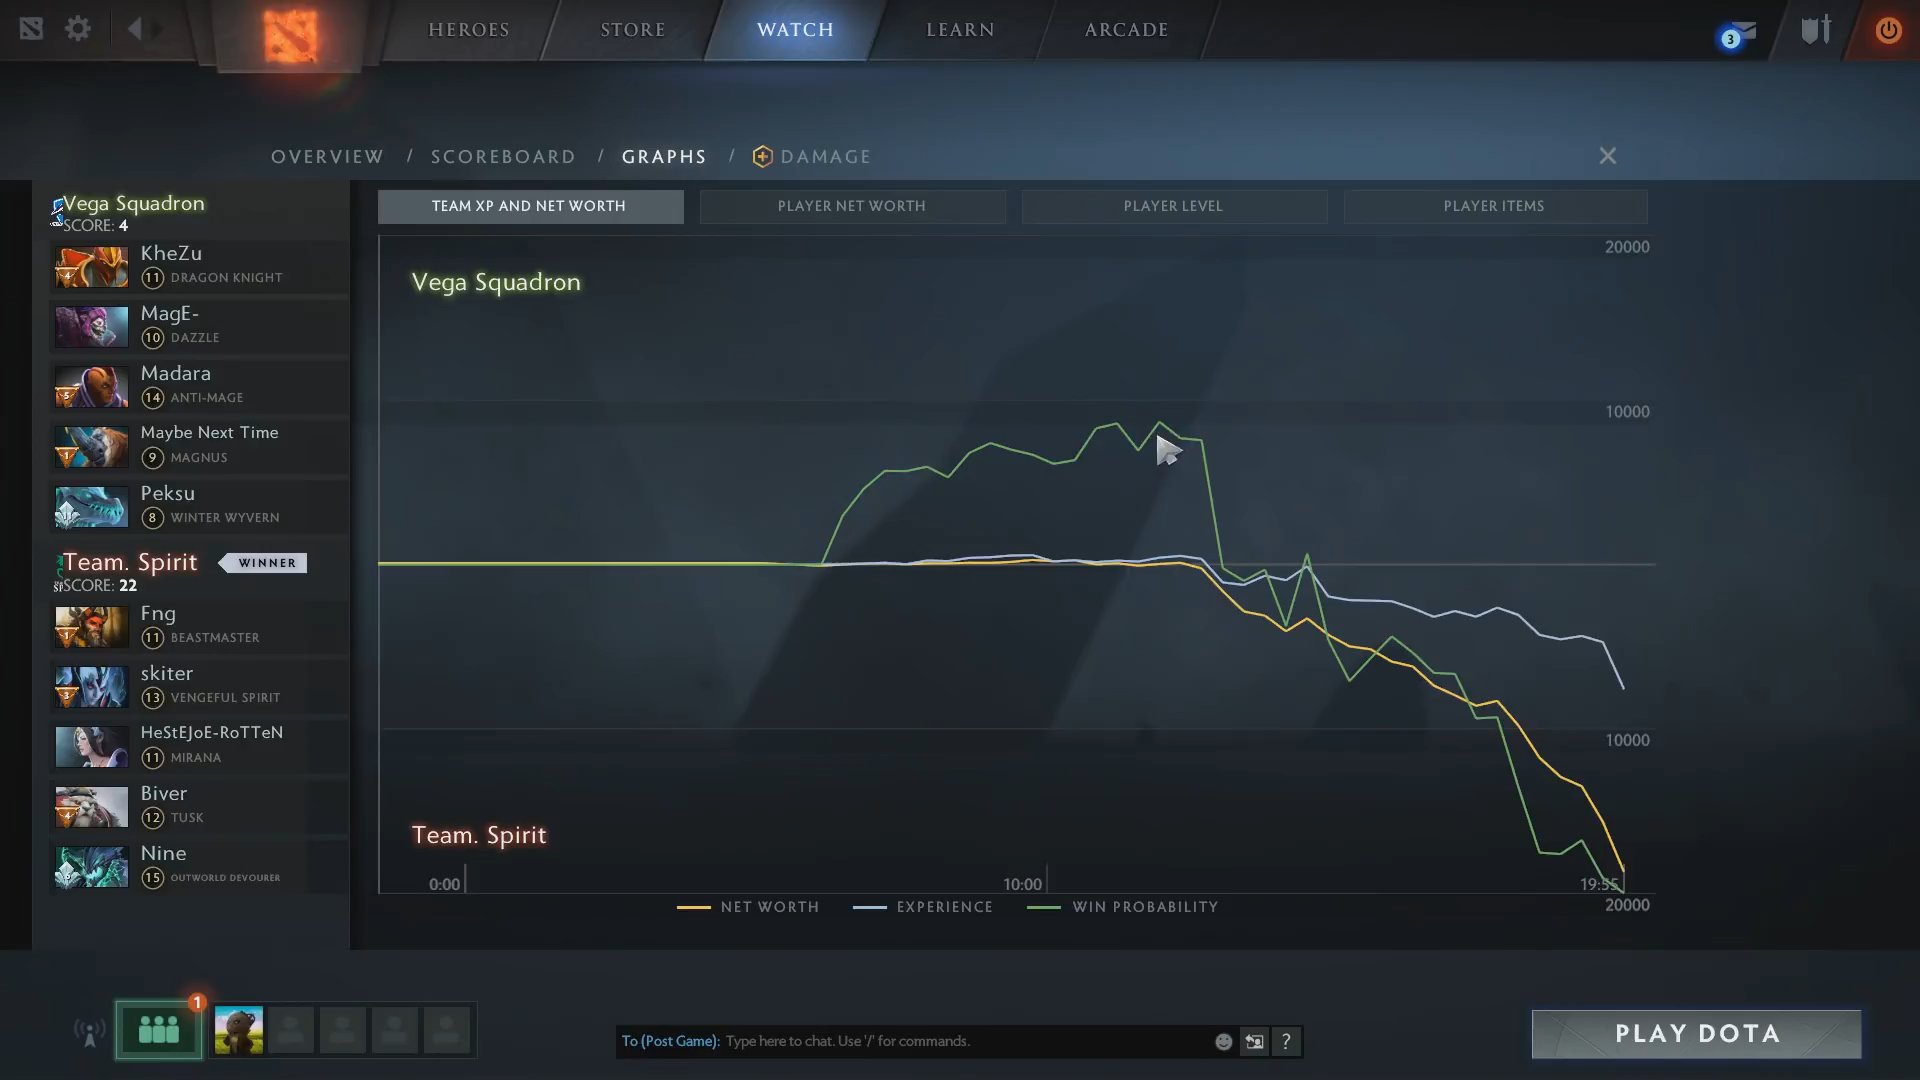 HEROES
STORE
WATCH
LEARN
ARCADE
3
OVERVIEW / SCOREBOARD / GRAPHS / DAMAGE
Vega Squadron
SCORE: 4
KheZu
11 DRAGON KNIGHT
MagE-
10 DAZZLE
Madara
14 ANTI-MAGE
Maybe Next Time
9 MAGNUS
Peksu
8 WINTER WYVERN
Team. Spirit WINNER
SCORE: 22
Fng
11 BEASTMASTER
skiter
13 VENGEFUL SPIRIT
HeStEJoE-RoTTeN
11 MIRANA
Biver
12 TUSK
Nine
15 OUTWORLD DEVOURER
TEAM XP AND NET WORTH
PLAYER NET WORTH
PLAYER LEVEL
PLAYER ITEMS
20000
Vega Squadron
10000
10000
Team. Spirit
0:00
10:00
19:55
20000
NET WORTH
EXPERIENCE
WIN PROBABILITY
1
To (Post Game): Type here to chat. Use '/' for commands.
?
PLAY DOTA